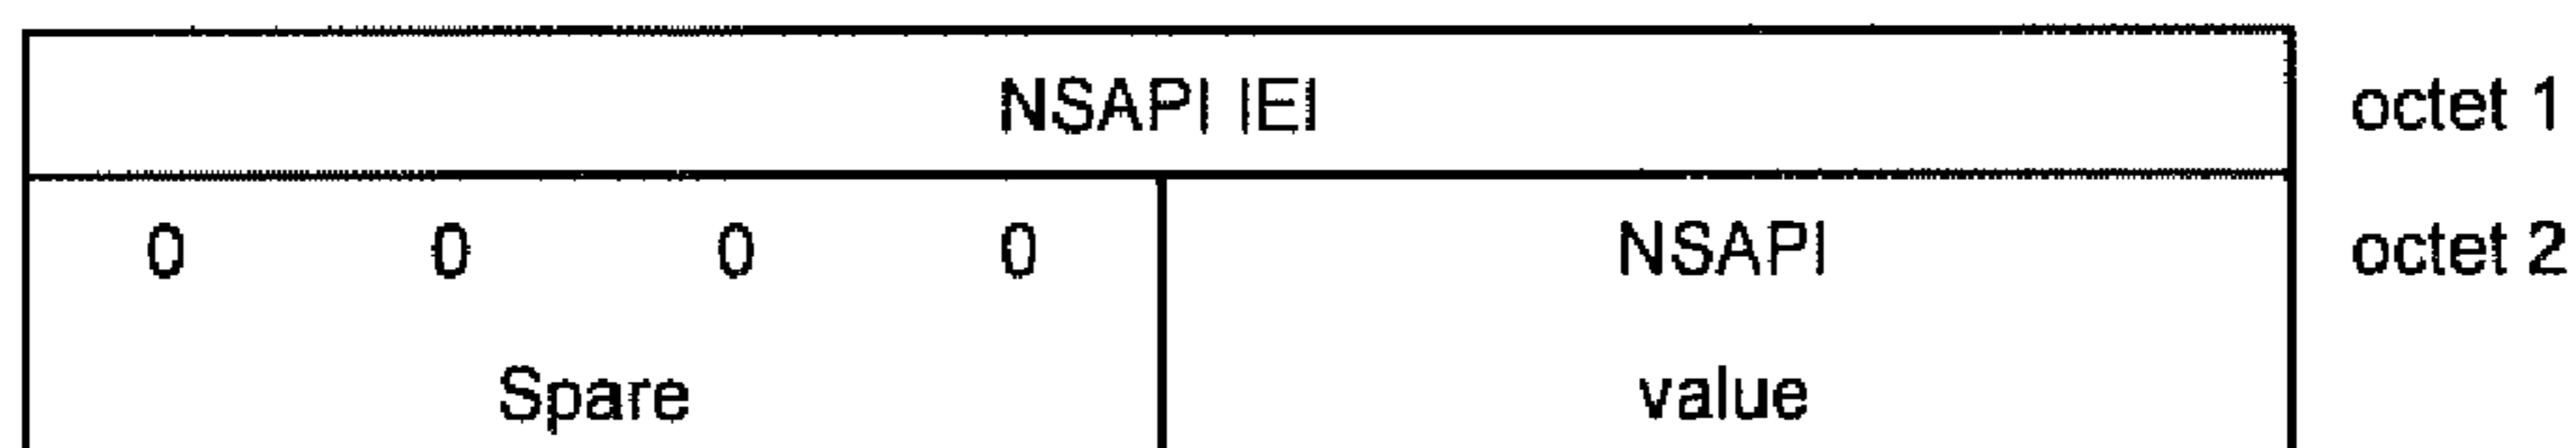 NSAPI IEI octet 1
0 0 0 0 NSAPI octet 2
Spare value